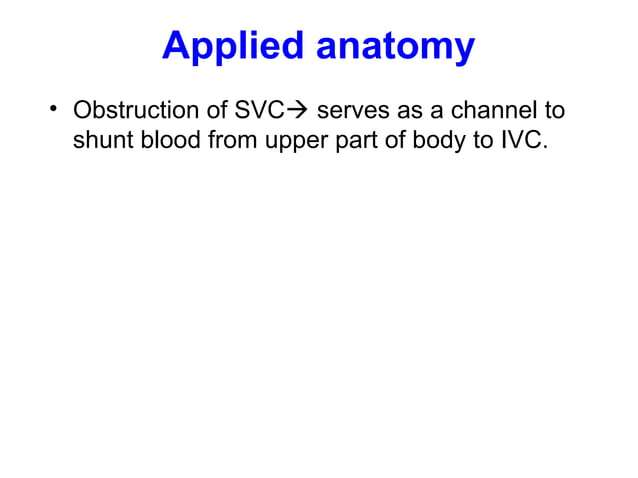 Applied anatomy
• Obstruction of SVC→ serves as a channel to
shunt blood from upper part of body to IVC.